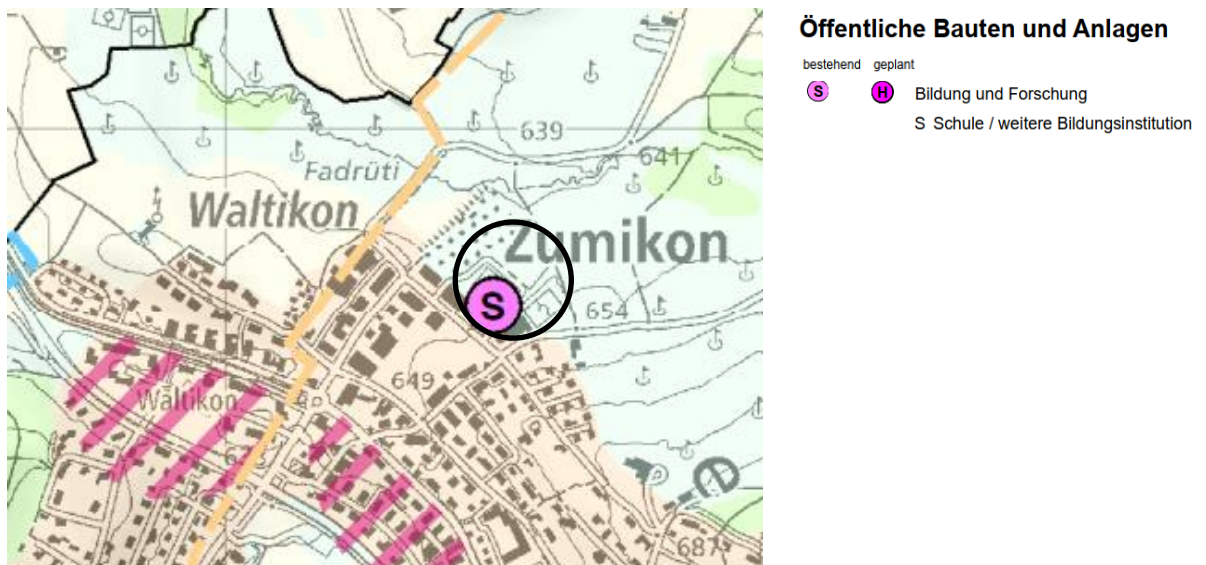 639
641
Fadrüti
Waltikon
Zumikon
S
654
649
Waltikon
687
Öffentliche Bauten und Anlagen
bestehend geplant
S H Bildung und Forschung
S Schule / weitere Bildungsinstitution